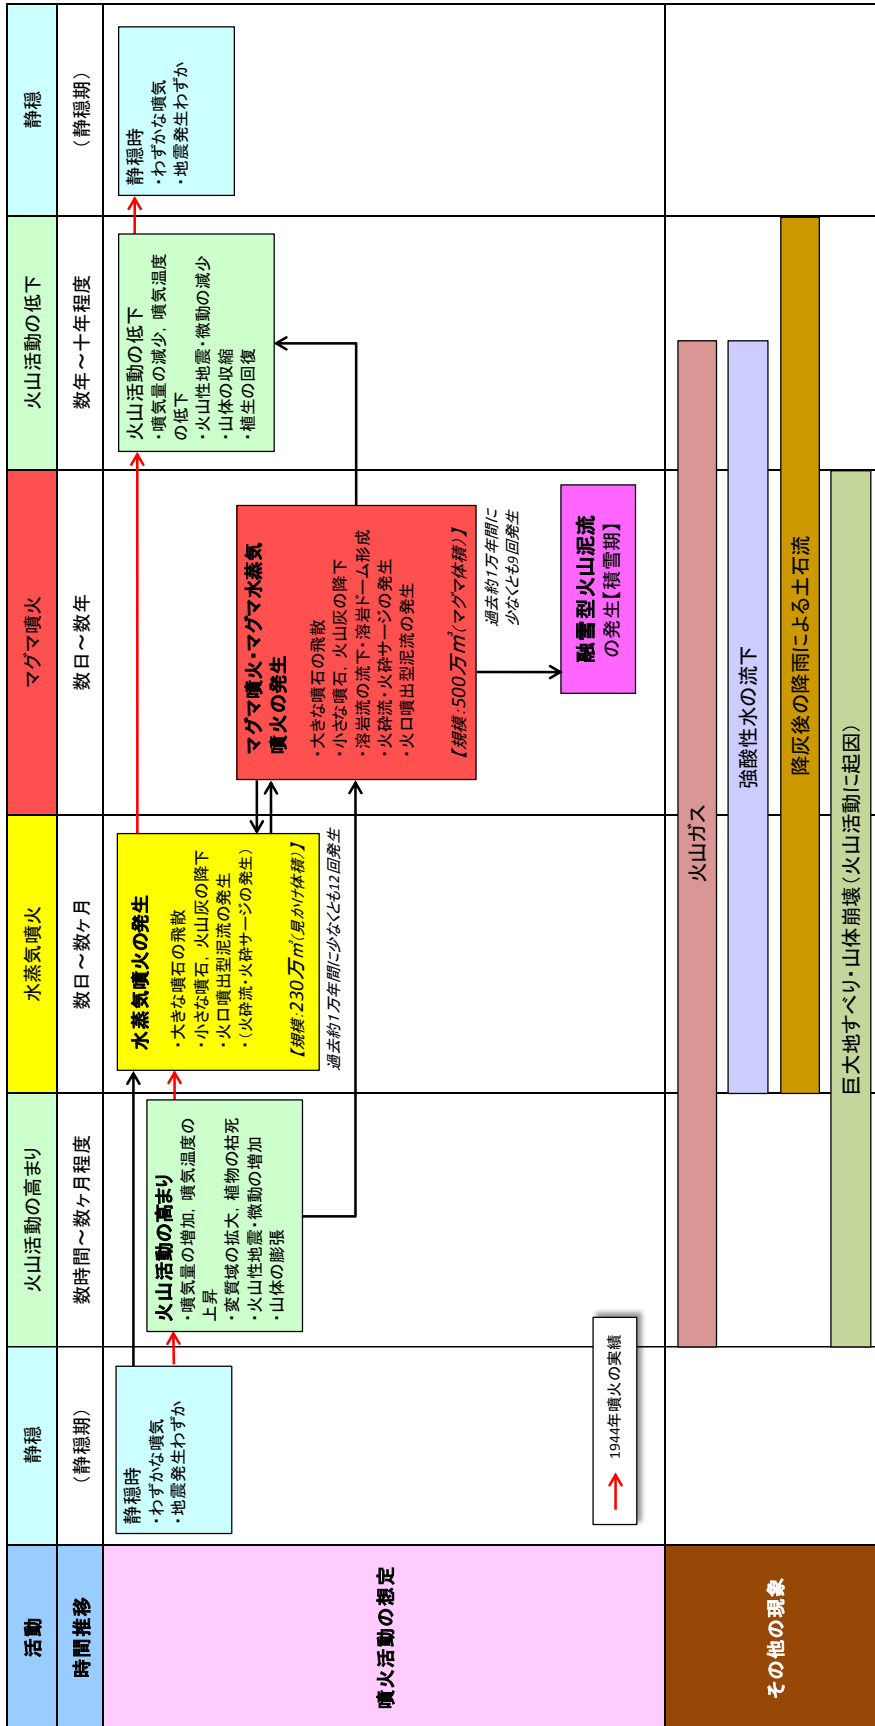 活動
静穏
火山活動の高まり
水蒸気噴火
マグマ噴火
火山活動の低下
静穏
時間推移
(静穏期)
数時間～数ヶ月程度
数日～数ヶ月
数日～数年
数年～十年程度
(静穏期)
噴火活動の想定
静穏時
・わずかな噴気
・地震発生わずか
火山活動の高まり
・噴気量の増加,噴気温度の
上昇
・変質域の拡大,植物の枯死
・火山性地震・微動の増加
・山体の膨張
水蒸気噴火の発生
・大きな噴石の飛散
・小さな噴石,火山灰の降下
・火口噴出型泥流の発生
・(火砕流・火砕サージの発生)
【規模:230万㎥(見かけ体積)】
過去約1万年間に少なくとも12回発生
マグマ噴火・マグマ水蒸気
噴火の発生
・大きな噴石の飛散
・小さな噴石,火山灰の降下
・溶岩流の流下・溶岩ドーム形成
・火砕流・火砕サージの発生
・火口噴出型泥流の発生
【規模:500万㎥(マグマ体積)】
過去約1万年間に
少なくとも9回発生
融雪型火山泥流
の発生【積雪期】
火山活動の低下
・噴気量の減少,噴気温度
の低下
・火山性地震・微動の減少
・山体の収縮
・植生の回復
静穏時
・わずかな噴気
・地震発生わずか
1944年噴火の実績
その他の現象
火山ガス
強酸性水の流下
降灰後の降雨による土石流
巨大地すべり・山体崩壊(火山活動に起因)